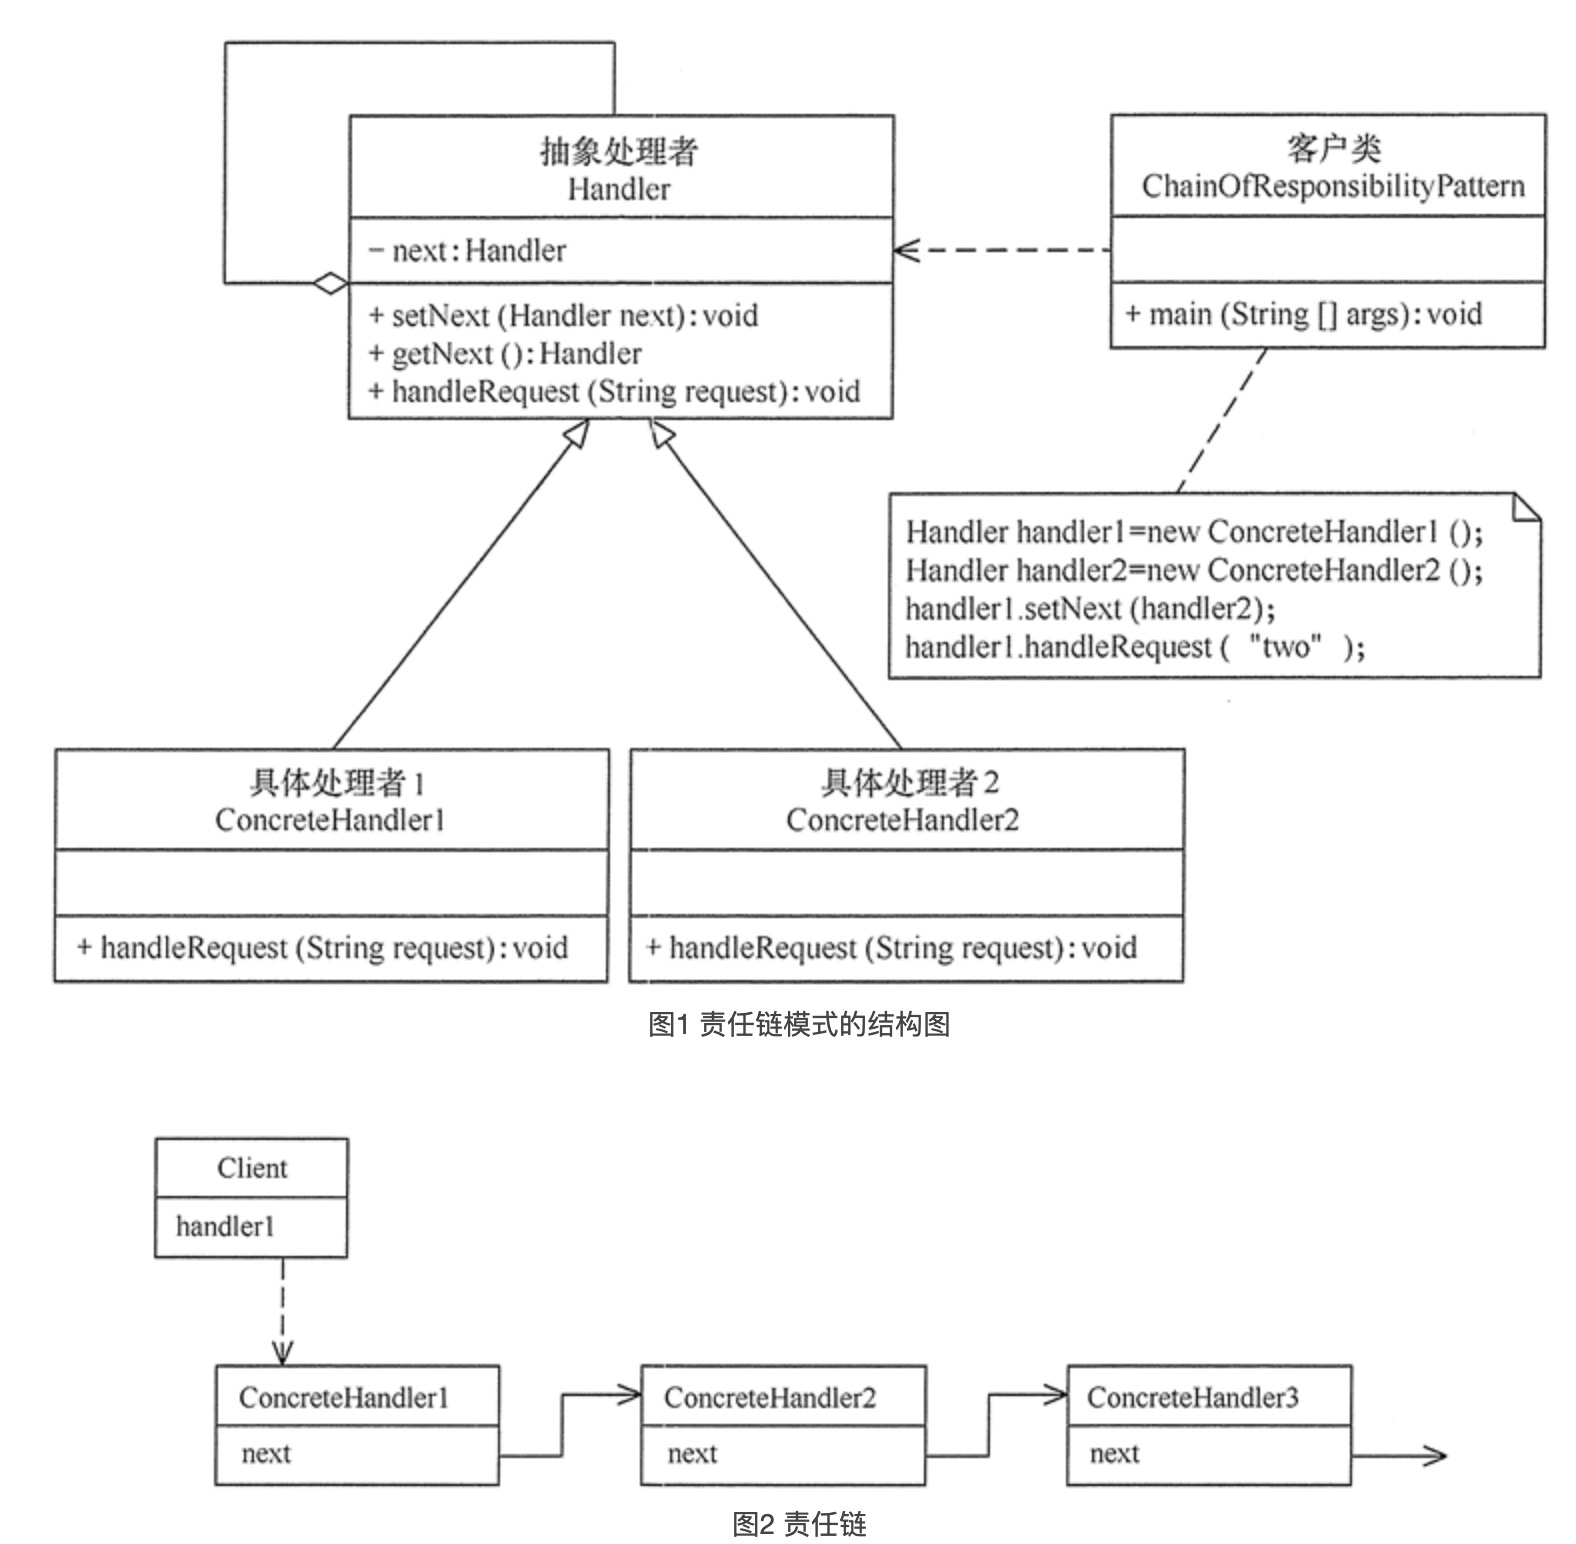 抽象处理者
Handler
− next:Handler
+ setNext (Handler next):void
+ getNext ():Handler
+ handleRequest (String request):void
客户类
ChainOfResponsibilityPattern
+ main (String [] args):void
Handler handler1=new ConcreteHandler1 ();
Handler handler2=new ConcreteHandler2 ();
handler1.setNext (handler2);
handler1.handleRequest ( "two" );
具体处理者1
ConcreteHandler1
+ handleRequest (String request):void
具体处理者2
ConcreteHandler2
+ handleRequest (String request):void
图1 责任链模式的结构图
Client
handler1
ConcreteHandler1
next
ConcreteHandler2
next
ConcreteHandler3
next
图2 责任链